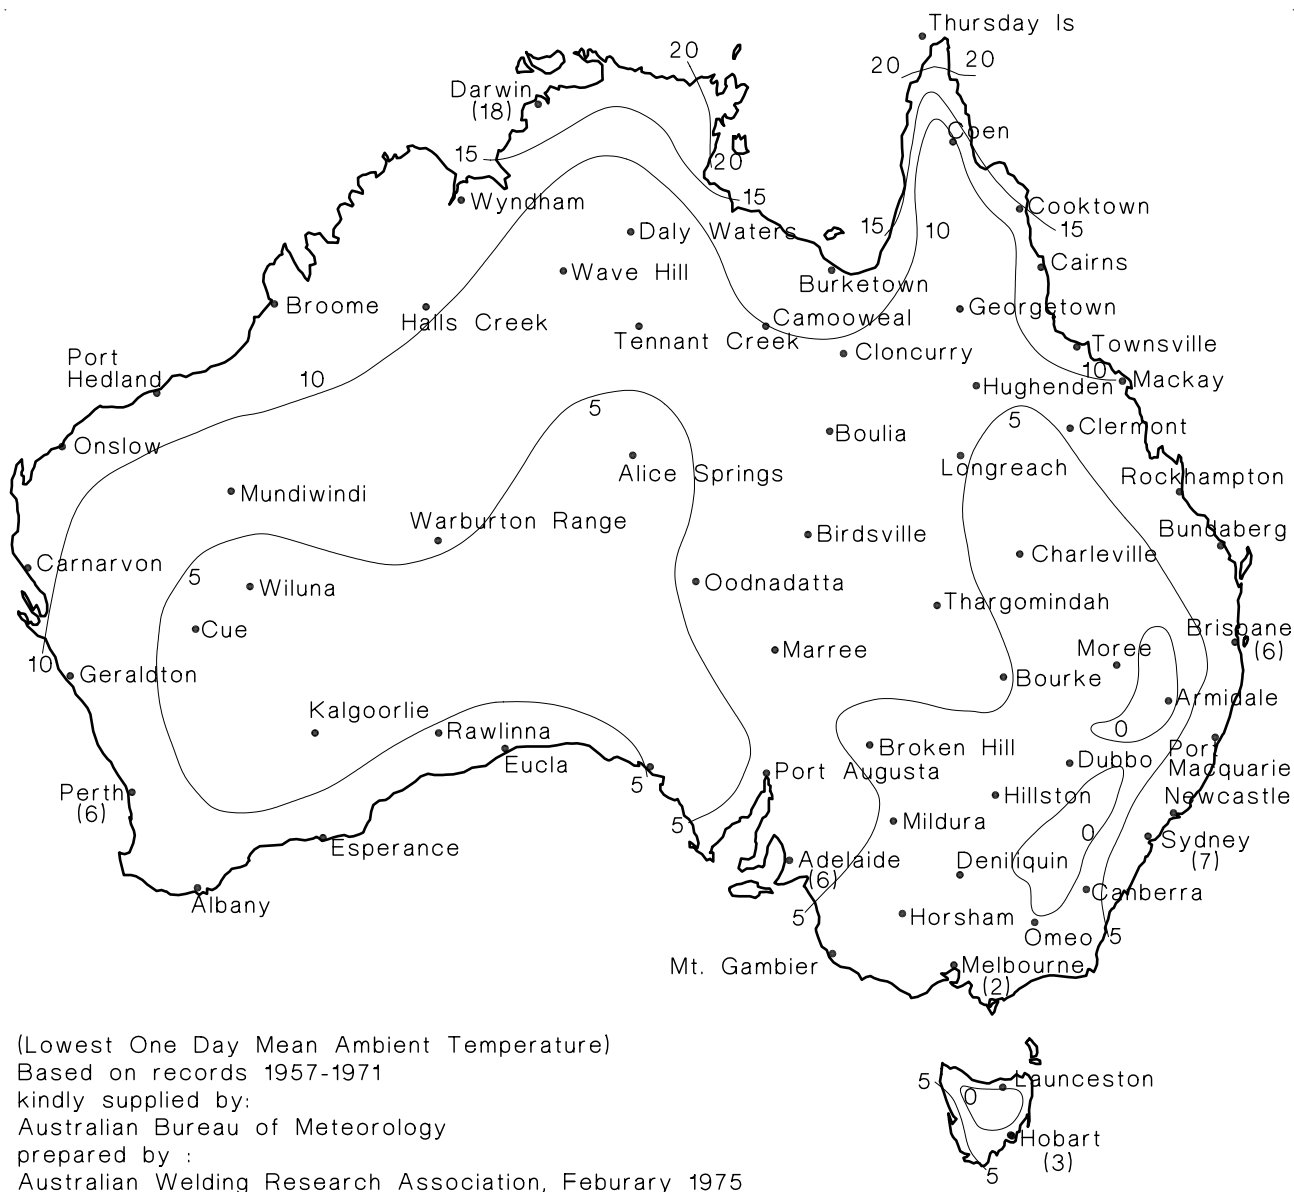 Thursday Is
20
20
20
Darwin
(18)
Coen
15
20
15
Wyndham
Cooktown
15
10
15
Daly Waters
Cairns
Wave Hill
Burketown
Broome
Georgetown
Halls Creek
Camooweal
Tennant Creek
Townsville
Port
Hedland
Cloncurry
10
10
Mackay
Hughenden
5
5
Clermont
Boulia
Onslow
Longreach
Alice Springs
Rockhampton
Mundiwindi
Warburton Range
Bundaberg
Birdsville
Charleville
Carnarvon
5
Wiluna
Oodnadatta
Thargomindah
Cue
Brisbane
(6)
Marree
Moree
10
Geraldton
Bourke
Armidale
Kalgoorlie
Rawlinna
0
Broken Hill
Port
Macquarie
Eucla
Dubbo
Port Augusta
5
Perth
(6)
Hillston
Newcastle
5
Mildura
0
Sydney
(7)
Esperance
Adelaide
(6)
Deniliquin
Canberra
Albany
5
Horsham
Omeo
5
Mt. Gambier
Melbourne
(2)
(Lowest One Day Mean Ambient Temperature)
Based on records 1957-1971
kindly supplied by:
Australian Bureau of Meteorology
prepared by :
Australian Welding Research Association, Feburary 1975
5
Launceston
0
Hobart
(3)
5